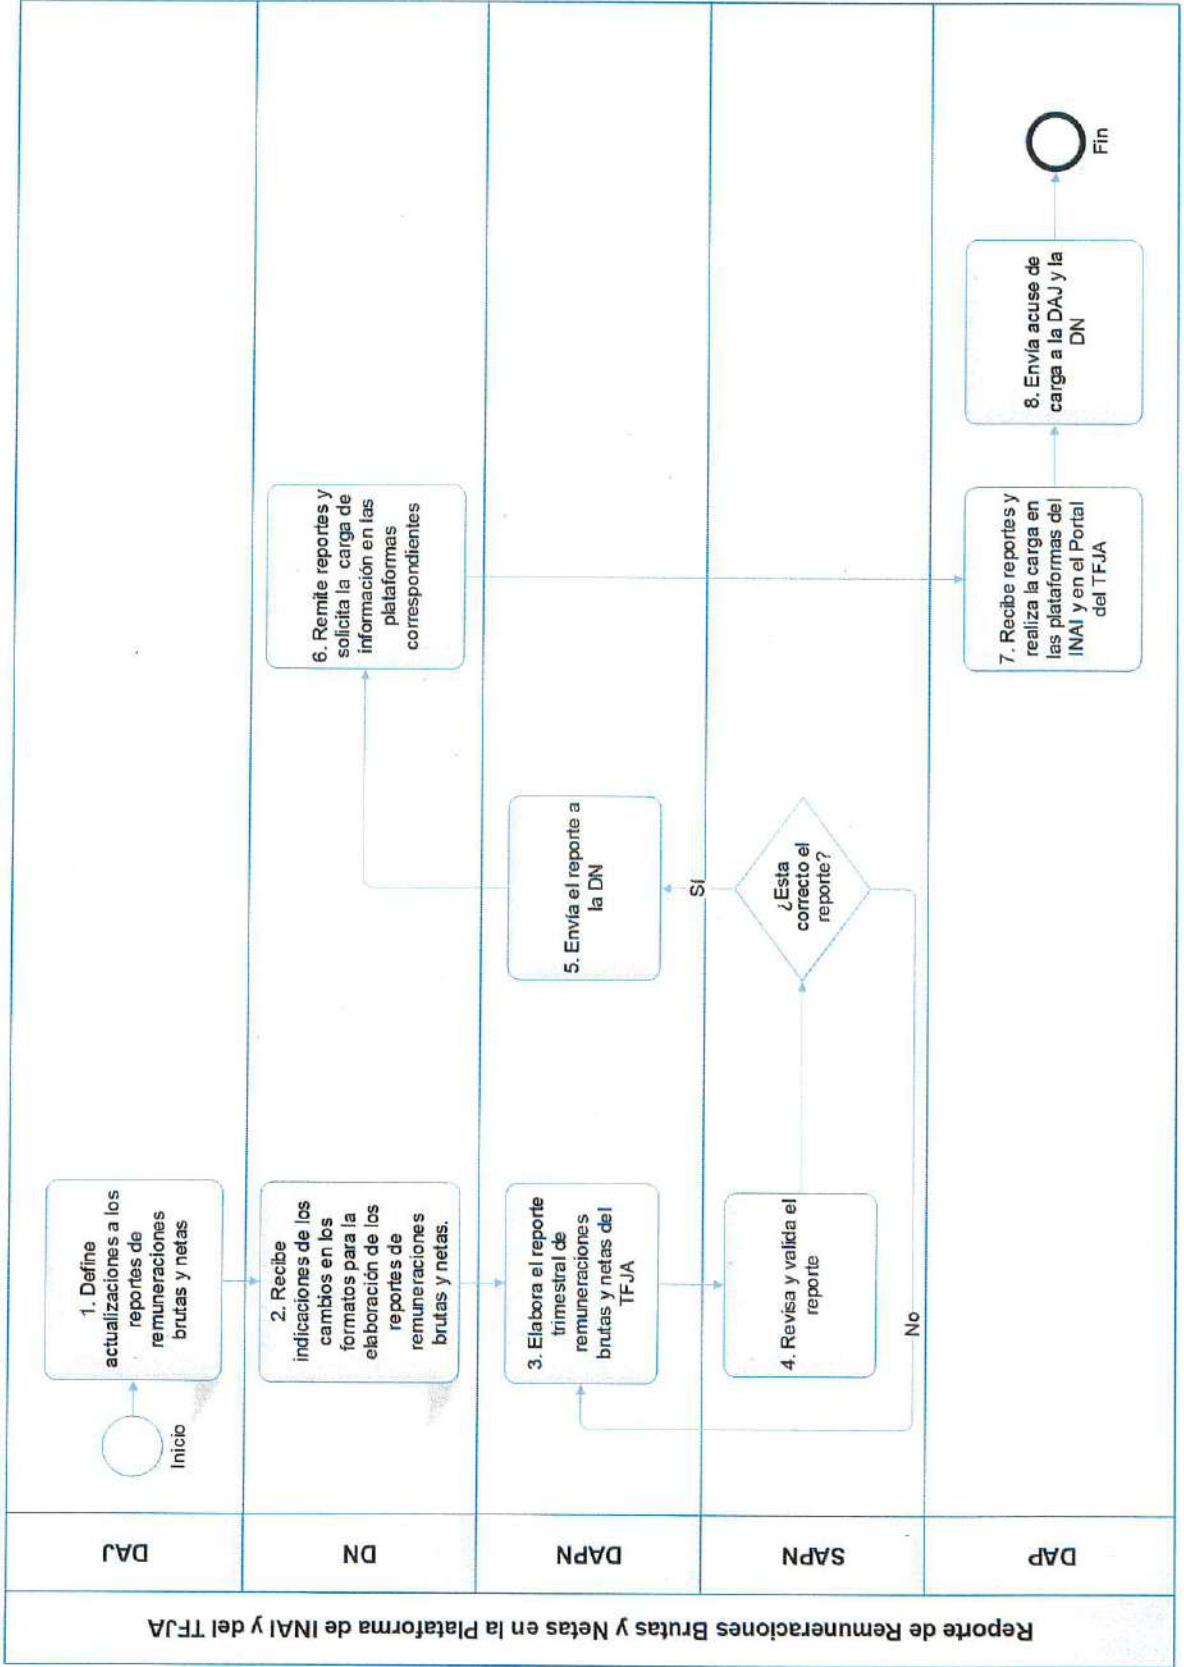 Reporte de Remuneraciones Brutas y Netas en la Plataforma de INAI y del TFJA
DAJ
Inicio
1. Define
actualizaciones a los
reportes de
remuneraciones
brutas y netas
DN
2. Recibe
indicaciones de los
cambios en los
formatos para la
elaboración de los
reportes de
remuneraciones
brutas y netas.
6. Remite reportes y
solicita la carga de
información en las
plataformas
correspondientes
DAPN
3. Elabora el reporte
trimestral de
remuneraciones
brutas y netas del
TFJA
5. Envía el reporte a
la DN
SAPN
4. Revisa y valida el
reporte
¿Esta
correcto el
reporte?
Sí
No
DAP
7. Recibe reportes y
realiza la carga en
las plataformas del
INAI y en el Portal
del TFJA
8. Envía acuse de
carga a la DAJ y la
DN
Fin